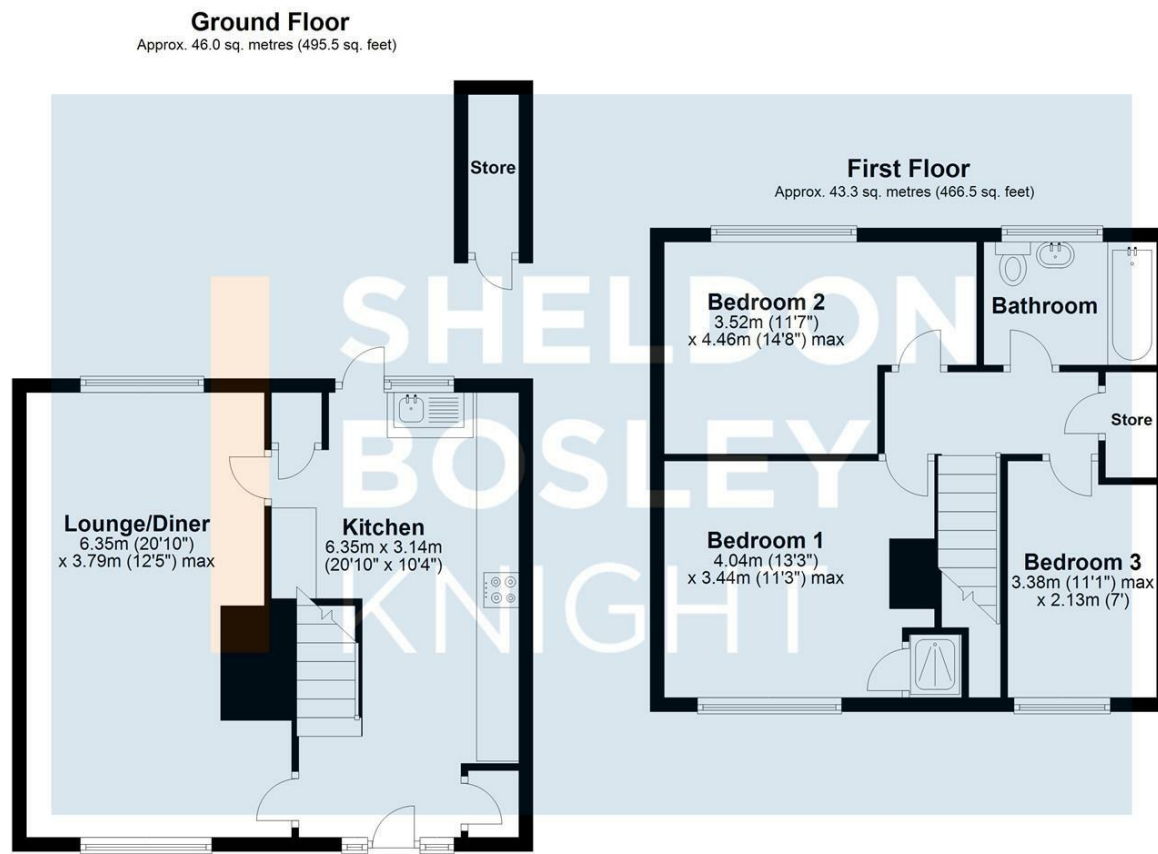 Ground Floor
Approx. 46.0 sq. metres (495.5 sq. feet)
Store
First Floor
Approx. 43.3 sq. metres (466.5 sq. feet)
Bedroom 2
3.52m (11'7")
x 4.46m (14'8") max
Bathroom
Store
Lounge/Diner
6.35m (20'10")
x 3.79m (12'5") max
Kitchen
6.35m x 3.14m
(20'10" x 10'4")
Bedroom 1
4.04m (13'3")
x 3.44m (11'3") max
Bedroom 3
3.38m (11'1") max
x 2.13m (7')
SHELDON
BOSLEY
KNIGHT